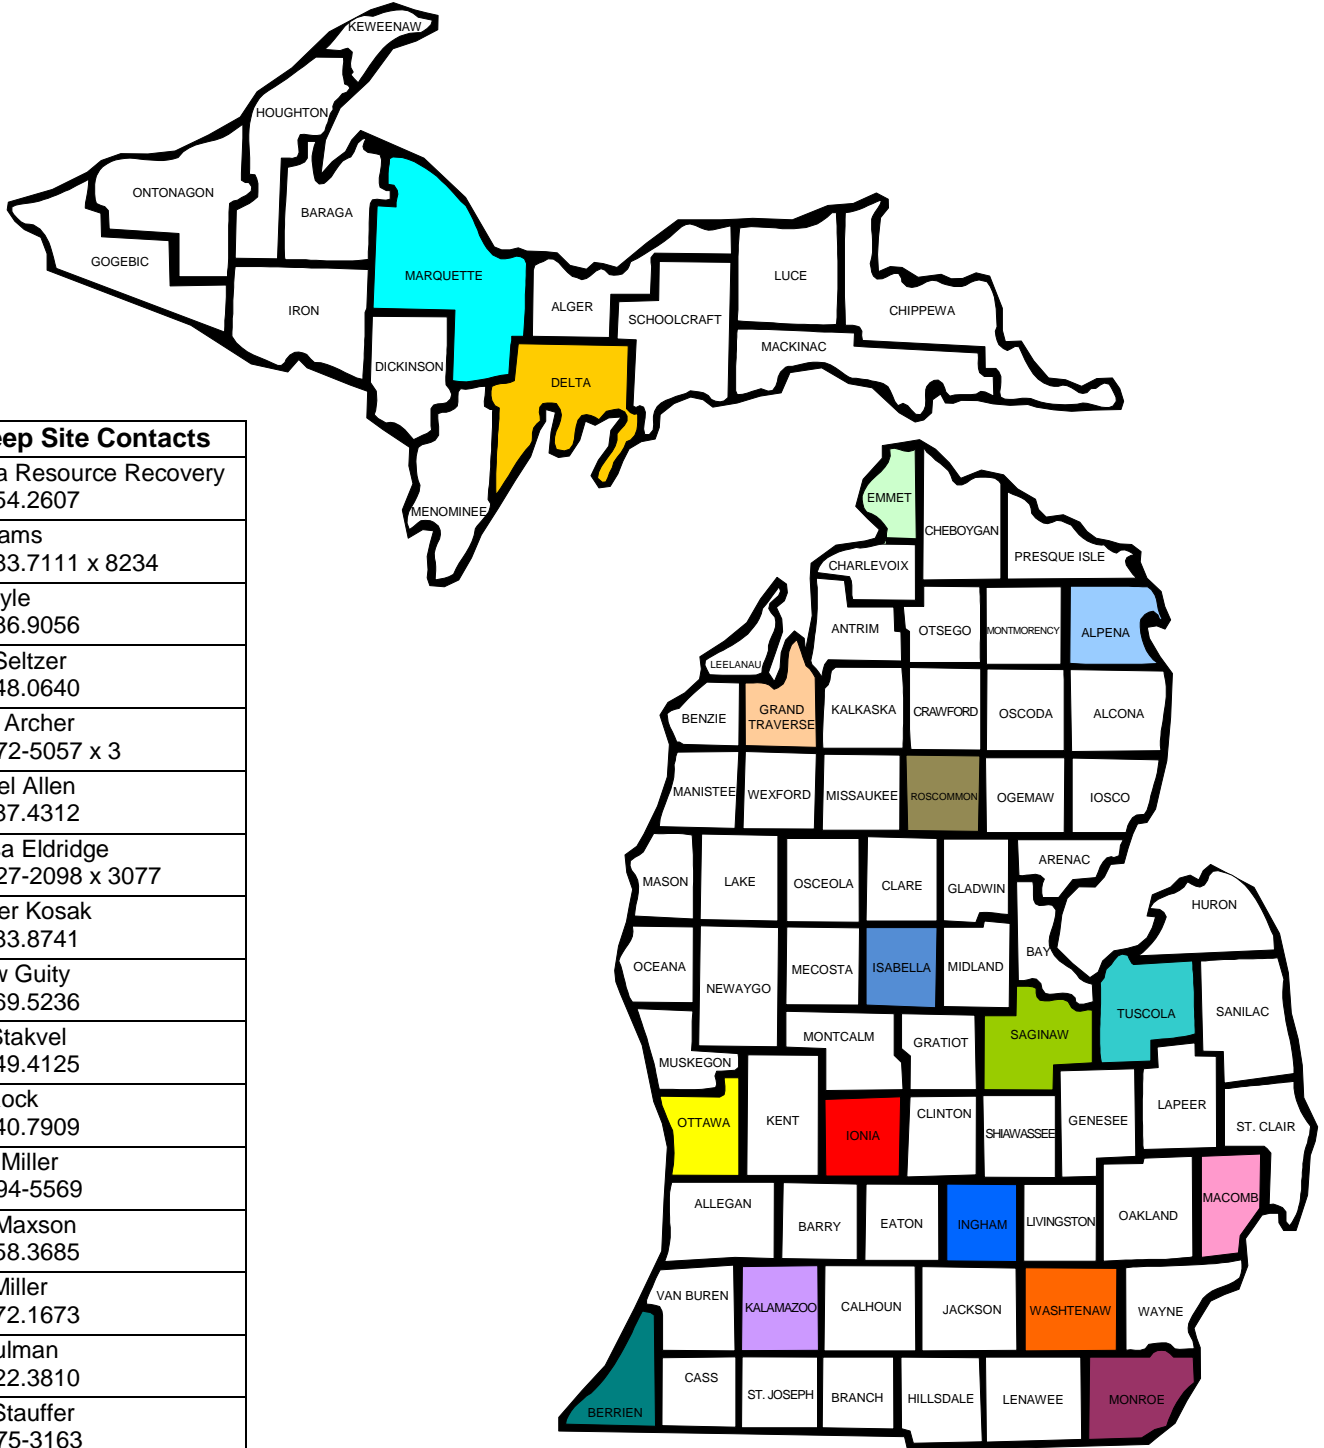 KEWEENAW
HOUGHTON
ONTONAGON
BARAGA
GOGEBIC
MARQUETTE
IRON
ALGER
LUCE
SCHOOLCRAFT
CHIPPEWA
MACKINAC
DICKINSON
DELTA
MENOMINEE
eep Site Contacts
a Resource Recovery
54.2607
ams
33.7111 x 8234
yle
36.9056
Seltzer
48.0640
Archer
72-5057 x 3
el Allen
37.4312
sa Eldridge
27-2098 x 3077
er Kosak
33.8741
w Guity
69.5236
Stakvel
49.4125
ock
40.7909
Miller
94-5569
Maxson
58.3685
Miller
72.1673
ulman
22.3810
Stauffer
75-3163
EMMET
CHEBOYGAN
PRESQUE ISLE
CHARLEVOIX
ANTRIM
OTSEGO
MONTMORENCY
ALPENA
LEELANAU
BENZIE
GRAND
TRAVERSE
KALKASKA
CRAWFORD
OSCODA
ALCONA
MANISTEE
WEXFORD
MISSAUKEE
ROSCOMMON
OGEMAW
IOSCO
ARENAC
MASON
LAKE
OSCEOLA
CLARE
GLADWIN
HURON
BAY
OCEANA
NEWAYGO
MECOSTA
ISABELLA
MIDLAND
TUSCOLA
SANILAC
MONTCALM
GRATIOT
SAGINAW
MUSKEGON
OTTAWA
KENT
IONIA
CLINTON
SHIAWASSEE
GENESEE
LAPEER
ST. CLAIR
ALLEGAN
BARRY
EATON
INGHAM
LIVINGSTON
OAKLAND
MACOMB
VAN BUREN
KALAMAZOO
CALHOUN
JACKSON
WASHTENAW
WAYNE
BERRIEN
CASS
ST. JOSEPH
BRANCH
HILLSDALE
LENAWEE
MONROE